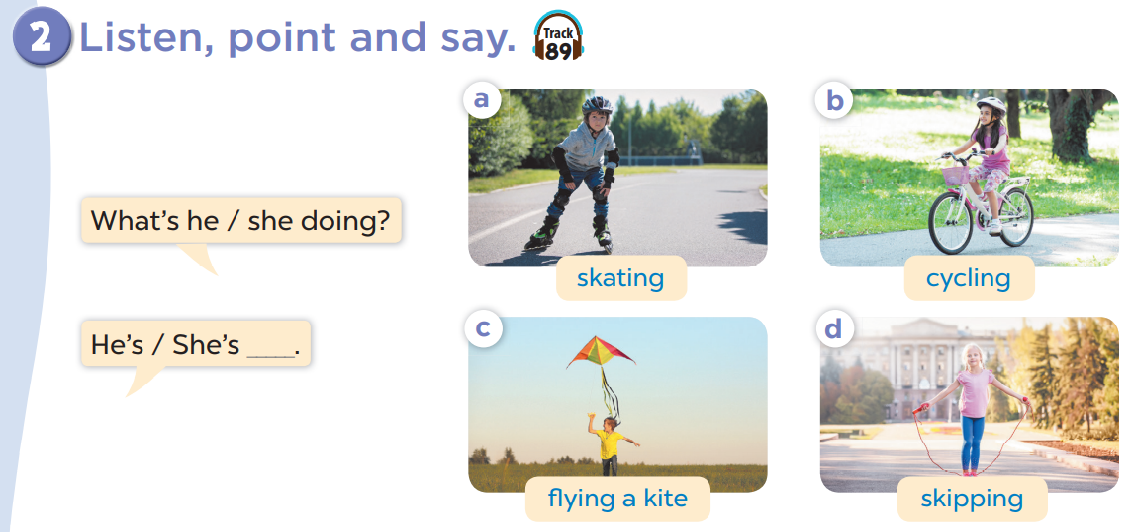 2 Listen, point and say. Track 89
a
b
What's he / she doing?
skating
cycling
He's / She's ____.
c
d
flying a kite
skipping